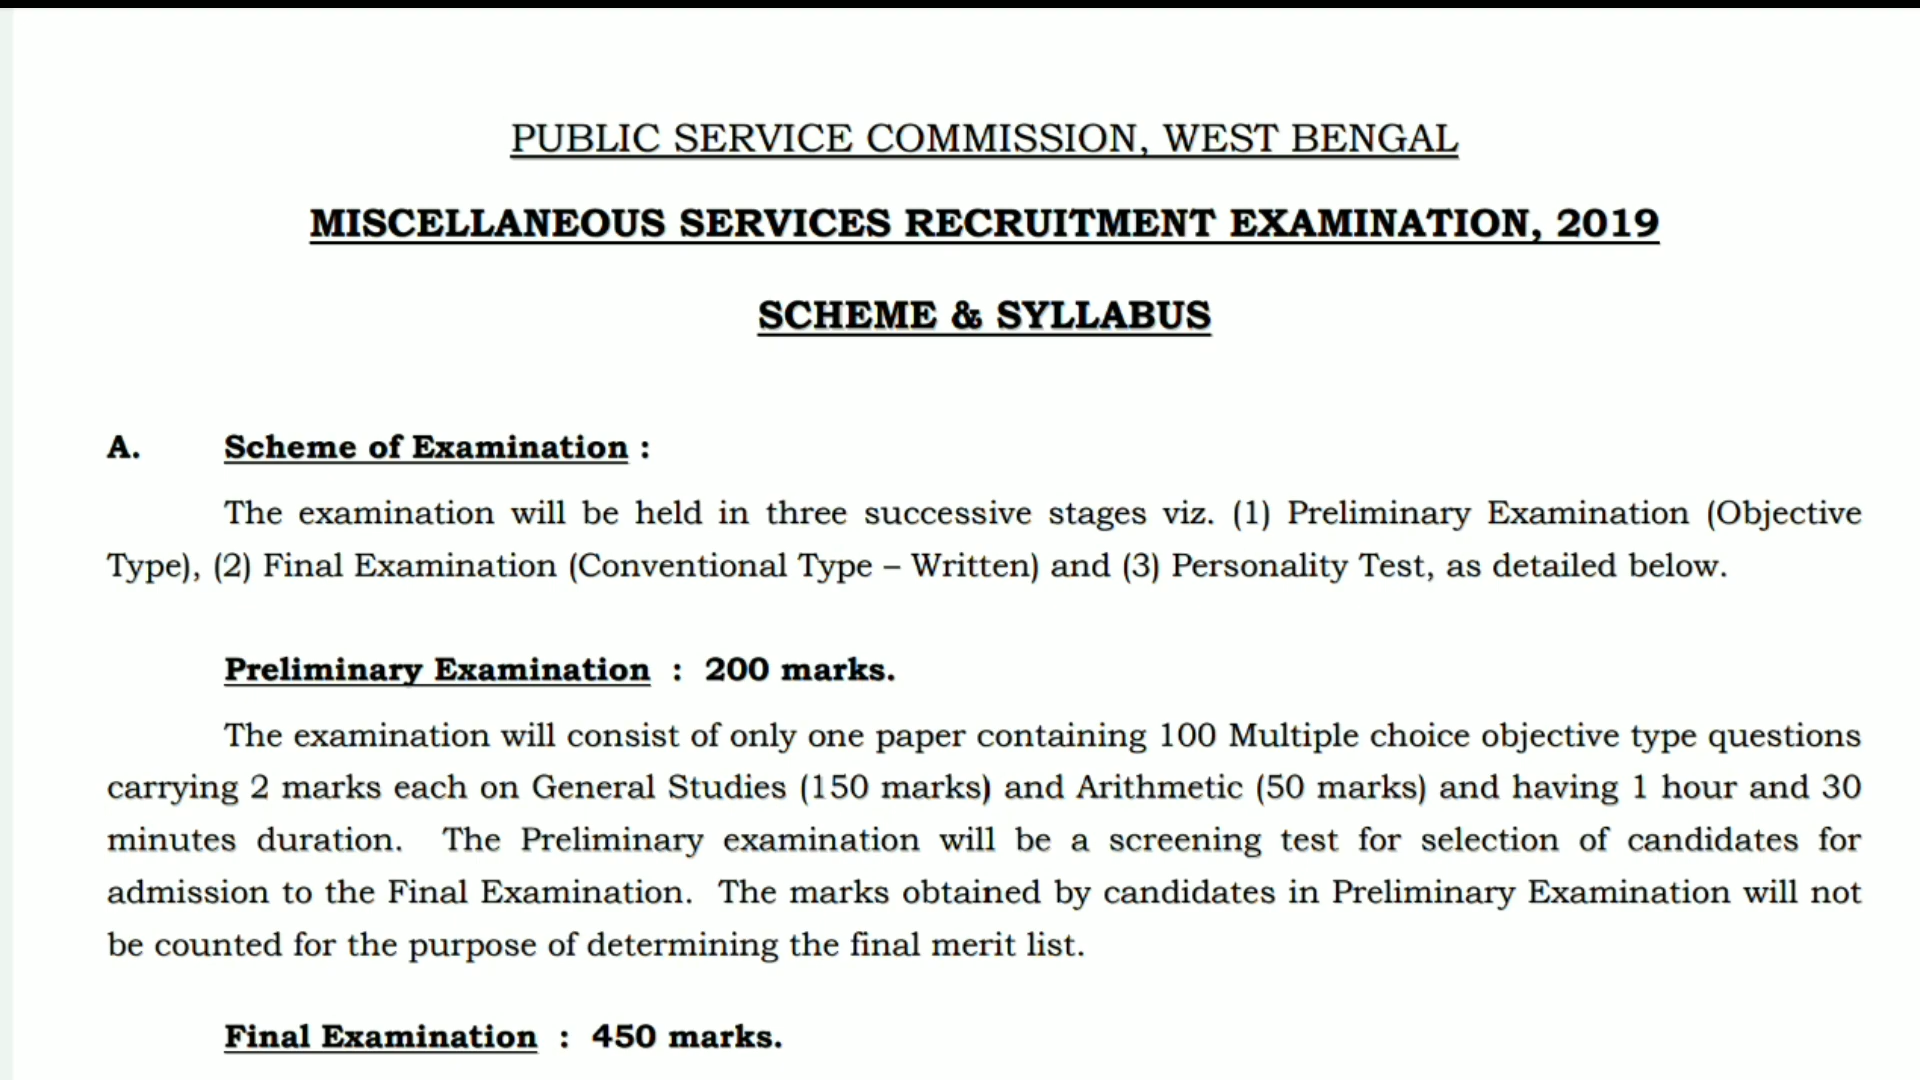 PUBLIC SERVICE COMMISSION, WEST BENGAL
MISCELLANEOUS SERVICES RECRUITMENT EXAMINATION, 2019
SCHEME & SYLLABUS
A. Scheme of Examination :
The examination will be held in three successive stages viz. (1) Preliminary Examination (Objective
Type), (2) Final Examination (Conventional Type – Written) and (3) Personality Test, as detailed below.
Preliminary Examination : 200 marks.
The examination will consist of only one paper containing 100 Multiple choice objective type questions
carrying 2 marks each on General Studies (150 marks) and Arithmetic (50 marks) and having 1 hour and 30
minutes duration. The Preliminary examination will be a screening test for selection of candidates for
admission to the Final Examination. The marks obtained by candidates in Preliminary Examination will not
be counted for the purpose of determining the final merit list.
Final Examination : 450 marks.